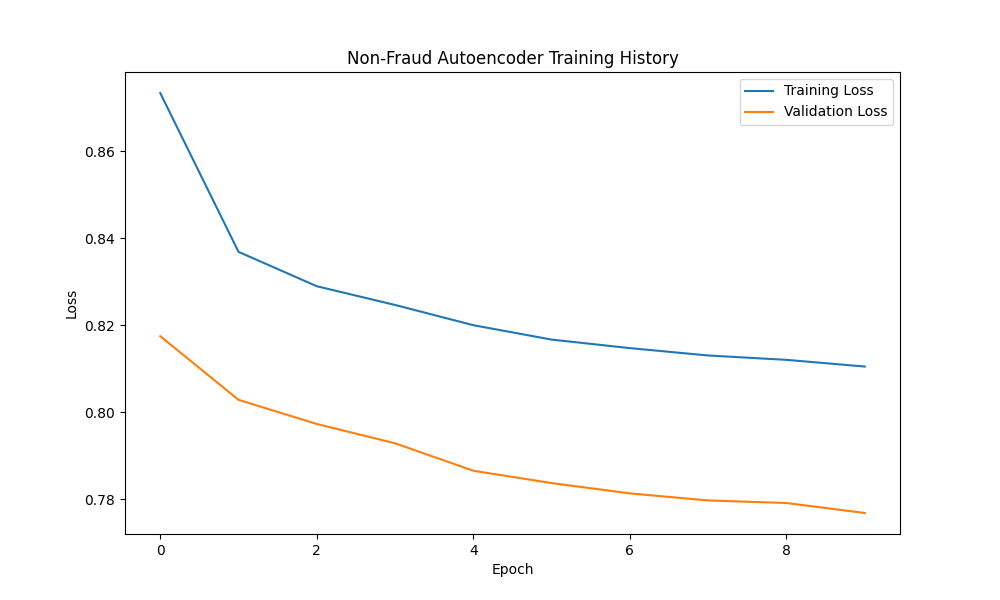 Non-Fraud Autoencoder Training History
Training Loss
Validation Loss
0.86
0.84
0.82
0.80
0.78
Loss
0 2 4 6 8
Epoch